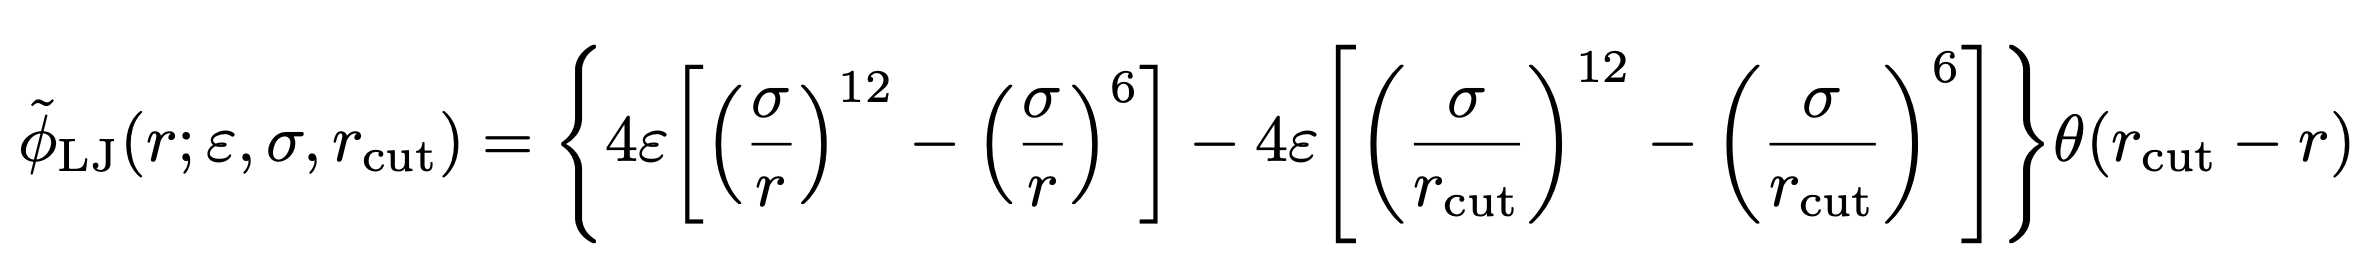 $\tilde{\phi}_{\mathrm{LJ}}(r; \varepsilon, \sigma, r_{\mathrm{cut}}) = \left\{ 4\varepsilon \left[ \left( \frac{\sigma}{r} \right)^{12} - \left( \frac{\sigma}{r} \right)^{6} \right] - 4\varepsilon \left[ \left( \frac{\sigma}{r_{\mathrm{cut}}} \right)^{12} - \left( \frac{\sigma}{r_{\mathrm{cut}}} \right)^{6} \right] \right\} \theta(r_{\mathrm{cut}} - r)$